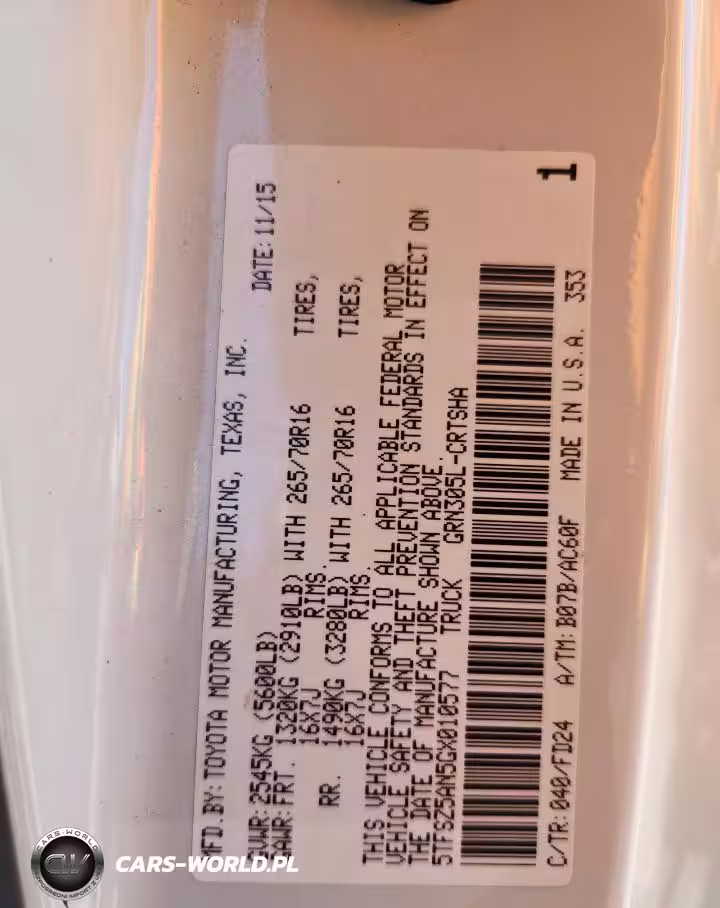 MFD. BY: TOYOTA MOTOR MANUFACTURING, TEXAS, INC.
DATE: 11/15
GVWR: 2545KG (5600LB)
GAWR: FRT. 1320KG (2910LB) WITH 265/70R16 TIRES,
16X7J RIMS.
RR. 1490KG (3280LB) WITH 265/70R16 TIRES,
16X7J RIMS
THIS VEHICLE CONFORMS TO ALL APPLICABLE FEDERAL MOTOR
VEHICLE SAFETY AND THEFT PREVENTION STANDARDS IN EFFECT ON
THE DATE OF MANUFACTURE SHOWN ABOVE.
5TFSZ5AN5GX010577 TRUCK GRN305L-CRTSHA
C/TR: 040/FD24 A/TM: B07B/AC60F MADE IN U.S.A. 353
1
CARS-WORLD
CW
CARS-WORLD.PL